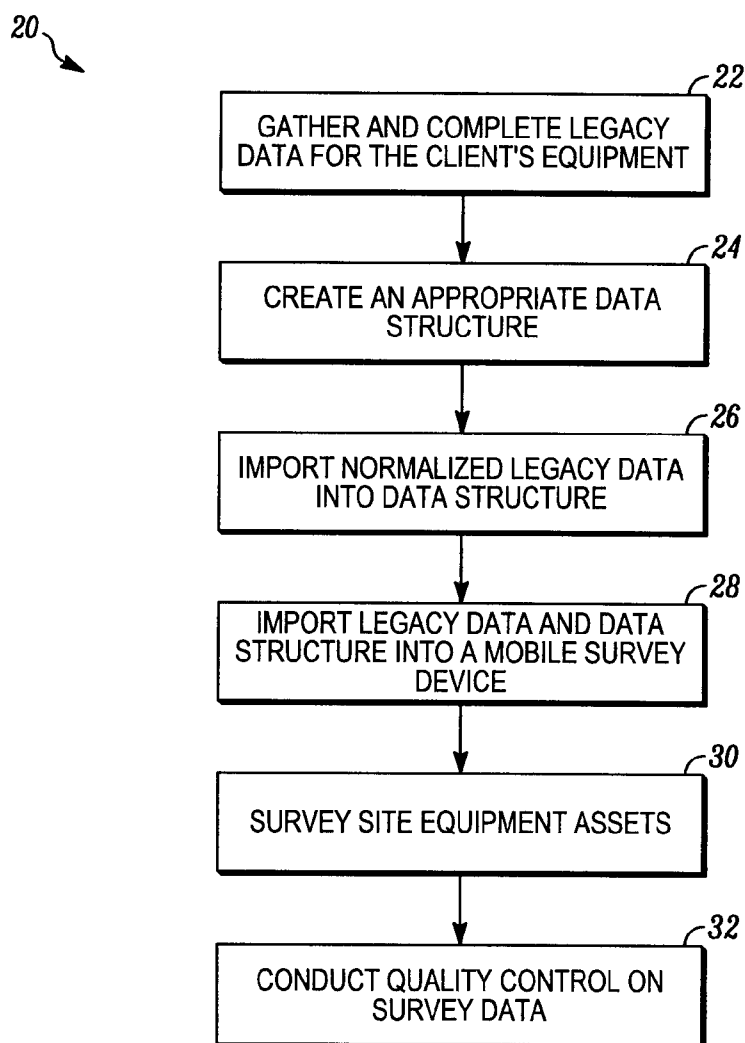 20
22
GATHER AND COMPLETE LEGACY
DATA FOR THE CLIENT'S EQUIPMENT
24
CREATE AN APPROPRIATE DATA
STRUCTURE
26
IMPORT NORMALIZED LEGACY DATA
INTO DATA STRUCTURE
28
IMPORT LEGACY DATA AND DATA
STRUCTURE INTO A MOBILE SURVEY
DEVICE
30
SURVEY SITE EQUIPMENT ASSETS
32
CONDUCT QUALITY CONTROL ON
SURVEY DATA